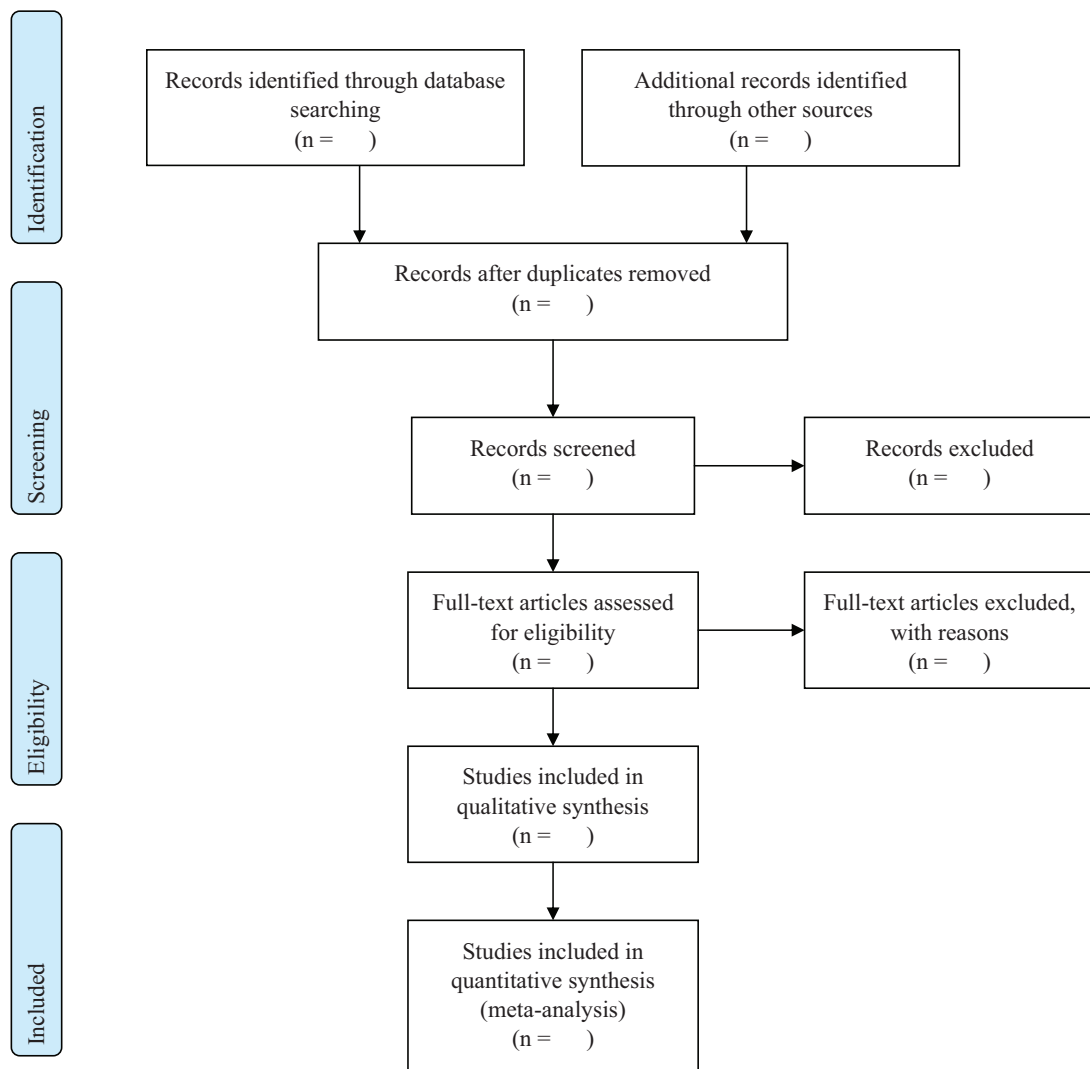 Identification
Records identified through database
searching
(n = )
Additional records identified
through other sources
(n = )
Records after duplicates removed
(n = )
Screening
Records screened
(n = )
Records excluded
(n = )
Eligibility
Full-text articles assessed
for eligibility
(n = )
Full-text articles excluded,
with reasons
(n = )
Studies included in
qualitative synthesis
(n = )
Included
Studies included in
quantitative synthesis
(meta-analysis)
(n = )